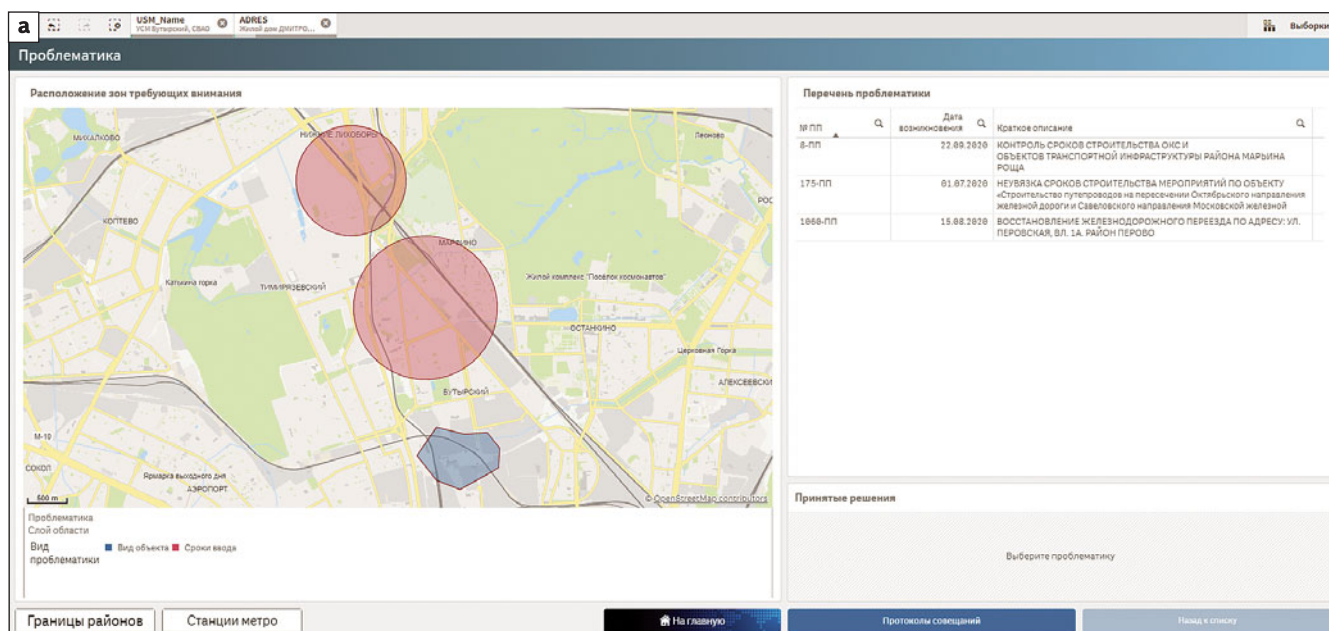 a
USM_Name
УСМ Бутырский, СВАО
ADRES
Жилой дом ДМИТРО,...
Выборки
Проблематика
Расположение зон требующих внимания
МИХАЛКОВО
НИЖНИЕ ЛИХОБОРЫ
Леоново
РОС
КОПТЕВО
МАРФИНО
Катькина горка
ТИМИРЯЗЕВСКИЙ
Жилой комплекс "Посёлок космонавтов"
ОСТАНКИНО
Церковная Горка
АЛЕКСЕЕВСКИ
БУТЫРСКИЙ
М-10
СОКОЛ
Ярмарка выходного дня
АЭРОПОРТ
500 m
© OpenStreetMap contributors
Проблематика
Слой области
Вид
проблематики
Вид объекта
Сроки ввода
Перечень проблематики
№ ПП
Дата
возникновения
Краткое описание
8-ПП
22.09.2020
КОНТРОЛЬ СРОКОВ СТРОИТЕЛЬСТВА ОКС И
ОБЪЕКТОВ ТРАНСПОРТНОЙ ИНФРАСТРУКТУРЫ РАЙОНА МАРЬИНА
РОЩА
175-ПП
01.07.2020
НЕУВЯЗКА СРОКОВ СТРОИТЕЛЬСТВА МЕРОПРИЯТИЙ ПО ОБЪЕКТУ
«Строительство путепроводов на пересечении Октябрьского направления
железной дороги и Савеловского направления Московской железной
1060-ПП
15.08.2020
ВОССТАНОВЛЕНИЕ ЖЕЛЕЗНОДОРОЖНОГО ПЕРЕЕЗДА ПО АДРЕСУ: УЛ.
ПЕРОВСКАЯ, ВЛ. 1А. РАЙОН ПЕРОВО
Принятые решения
Выберите проблематику
Границы районов
Станции метро
На главную
Протоколы совещаний
Назад к списку